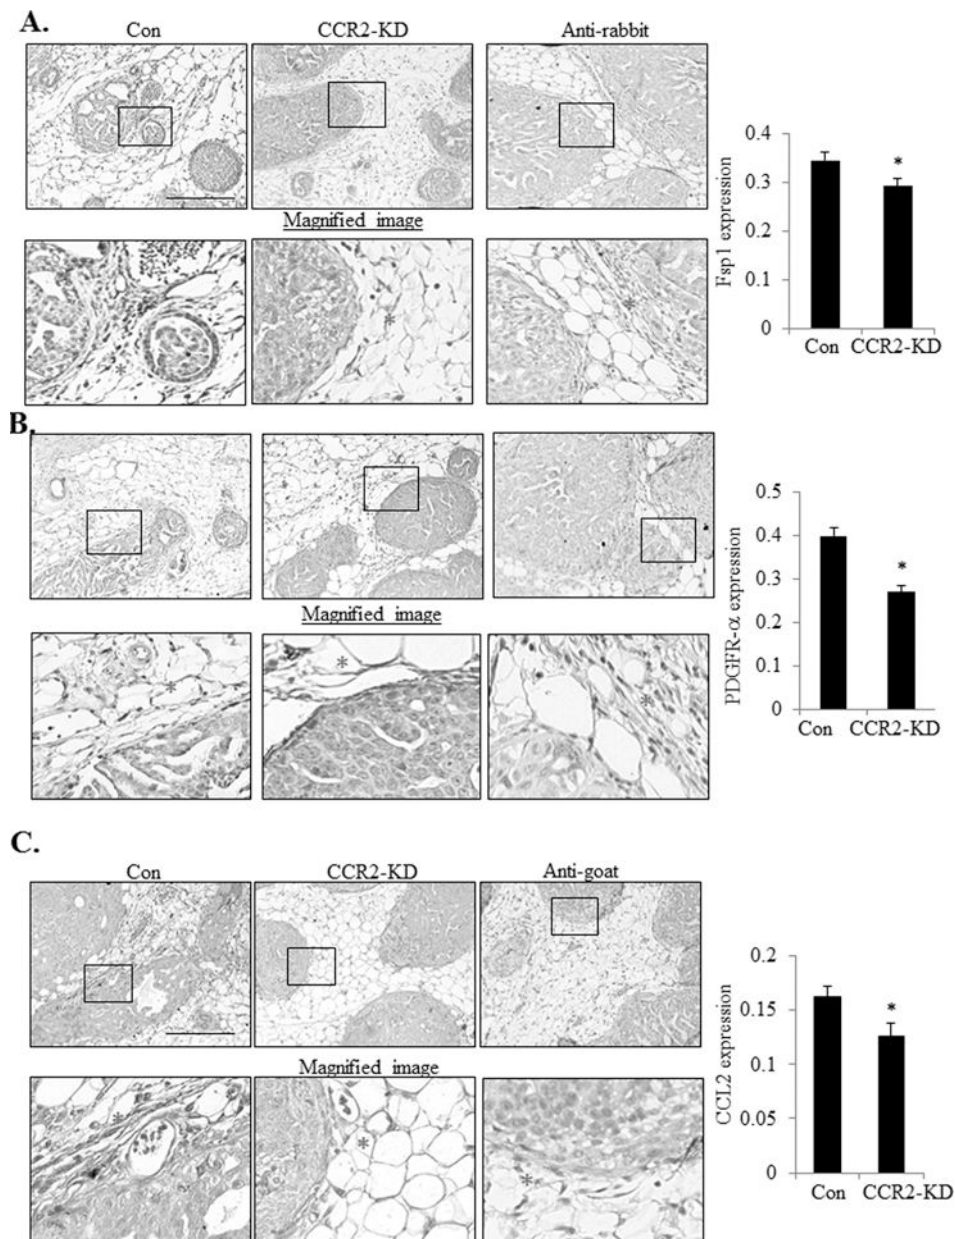 A.
Con CCR2-KD Anti-rabbit
Magnified image
*
*
*
Fsp1 expression
0.4
0.3
0.2
0.1
0
*
Con CCR2-KD
B.
Magnified image
*
*
*
PDGFR-α expression
0.5
0.4
0.3
0.2
0.1
0
*
Con CCR2-KD
C.
Con CCR2-KD Anti-goat
Magnified image
*
*
*
CCL2 expression
0.2
0.15
0.1
0.05
0
*
Con CCR2-KD